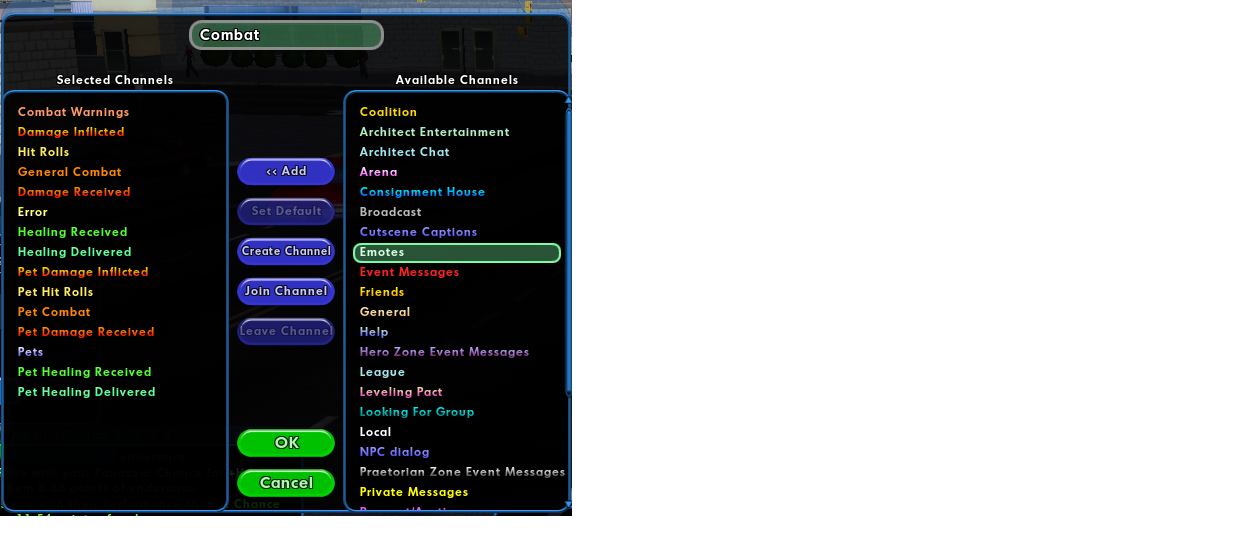 Combat
Selected Channels
Combat Warnings
Damage Inflicted
Hit Rolls
General Combat
Damage Received
Error
Healing Received
Healing Delivered
Pet Damage Inflicted
Pet Hit Rolls
Pet Combat
Pet Damage Received
Pets
Pet Healing Received
Pet Healing Delivered
<< Add
Set Default
Create Channel
Join Channel
Leave Channel
OK
Cancel
Chance
Available Channels
Coalition
Architect Entertainment
Architect Chat
Arena
Consignment House
Broadcast
Cutscene Captions
Emotes
Event Messages
Friends
General
Help
Hero Zone Event Messages
League
Leveling Pact
Looking For Group
Local
NPC dialog
Praetorian Zone Event Messages
Private Messages